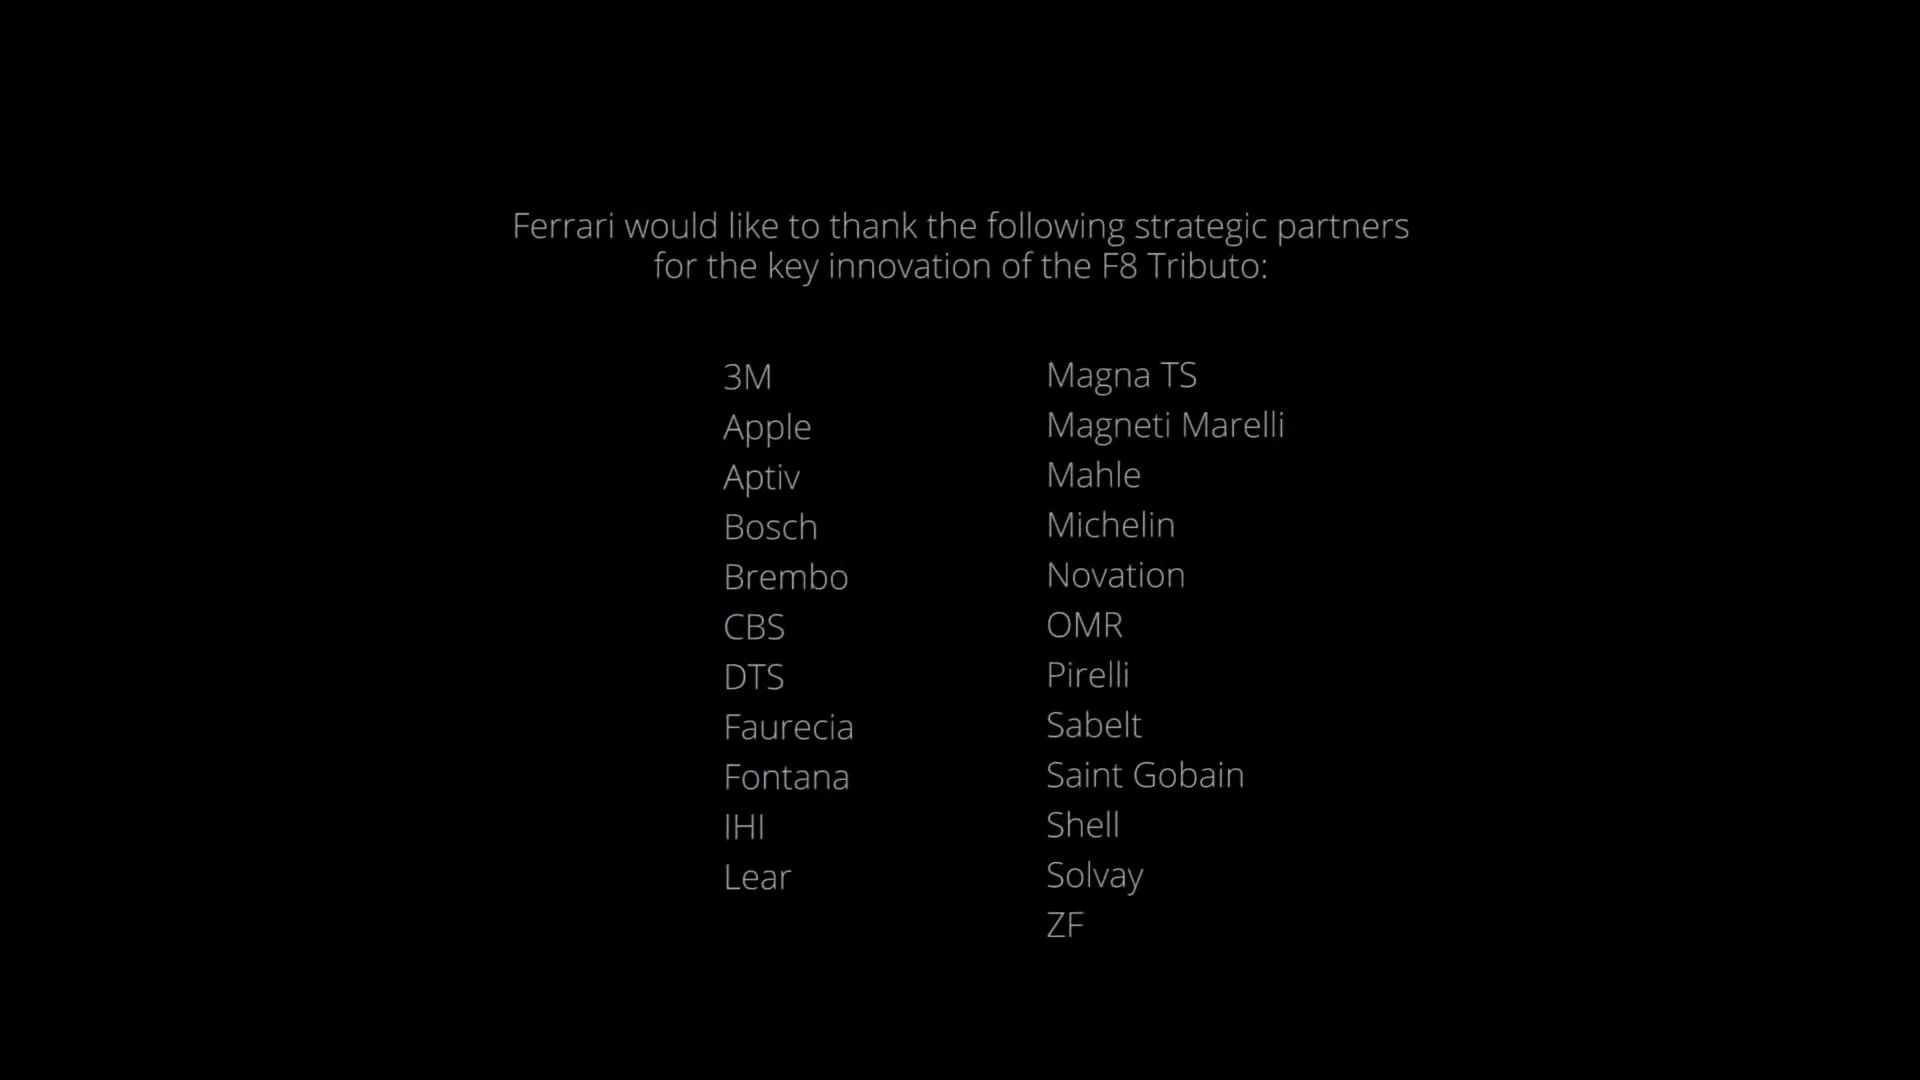 Ferrari would like to thank the following strategic partners
for the key innovation of the F8 Tributo:
3M
Apple
Aptiv
Bosch
Brembo
CBS
DTS
Faurecia
Fontana
IHI
Lear
Magna TS
Magneti Marelli
Mahle
Michelin
Novation
OMR
Pirelli
Sabelt
Saint Gobain
Shell
Solvay
ZF